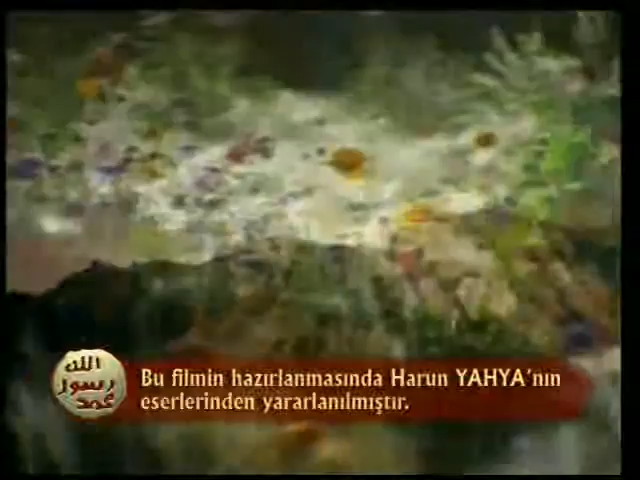 الله
رسول
محمد
Bu filmin hazırlanmasında Harun YAHYA'nın
eserlerinden yararlanılmıştır.